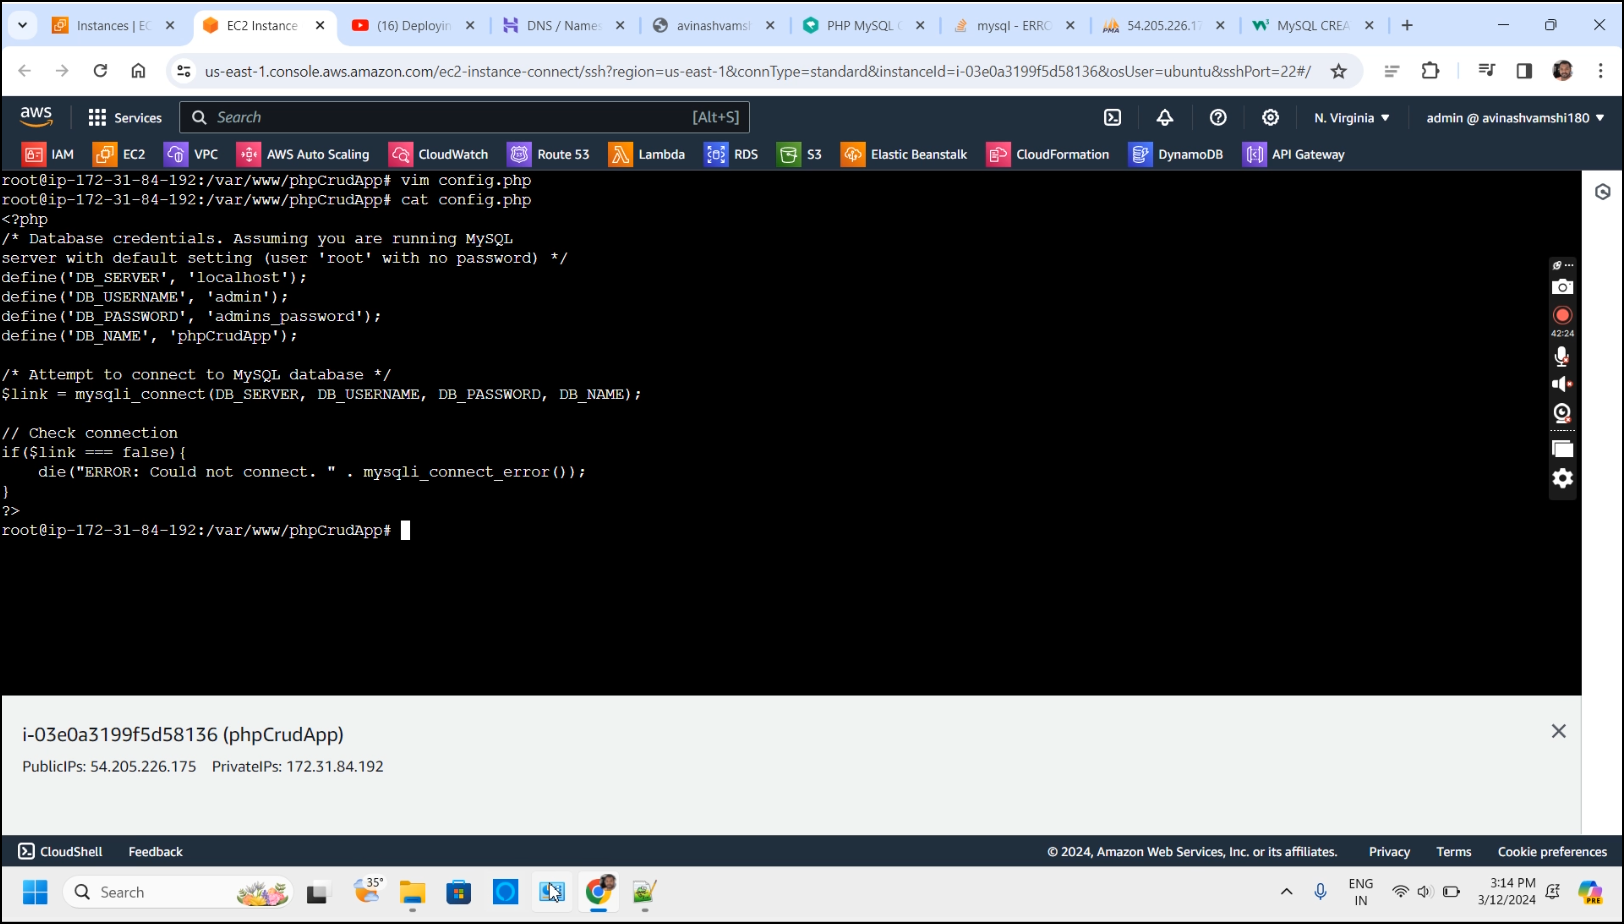 Instances | EC
EC2 Instance
(16) Deployin
DNS / Names
avinashvamsh
PHP MySQL C
mysql - ERRO
PMA
54.205.226.17
W3
MySQL CREA
us-east-1.console.aws.amazon.com/ec2-instance-connect/ssh?region=us-east-1&connType=standard&instanceId=i-03e0a3199f5d58136&osUser=ubuntu&sshPort=22#/
aws
Services
Search
[Alt+S]
N. Virginia
admin @ avinashvamshi180
IAM
EC2
VPC
AWS Auto Scaling
CloudWatch
Route 53
Lambda
RDS
S3
Elastic Beanstalk
CloudFormation
DynamoDB
API Gateway
root@ip-172-31-84-192:/var/www/phpCrudApp# vim config.php
root@ip-172-31-84-192:/var/www/phpCrudApp# cat config.php
<?php
/* Database credentials. Assuming you are running MySQL
server with default setting (user 'root' with no password) */
define('DB_SERVER', 'localhost');
define('DB_USERNAME', 'admin');
define('DB_PASSWORD', 'admins_password');
define('DB_NAME', 'phpCrudApp');
/* Attempt to connect to MySQL database */
$link = mysqli_connect(DB_SERVER, DB_USERNAME, DB_PASSWORD, DB_NAME);
// Check connection
if($link === false){
die("ERROR: Could not connect. " . mysqli_connect_error());
}
?>
root@ip-172-31-84-192:/var/www/phpCrudApp#
42:24
i-03e0a3199f5d58136 (phpCrudApp)
PublicIPs: 54.205.226.175 PrivateIPs: 172.31.84.192
CloudShell
Feedback
© 2024, Amazon Web Services, Inc. or its affiliates.
Privacy
Terms
Cookie preferences
Search
35°
ENG
IN
3:14 PM
3/12/2024
PRE